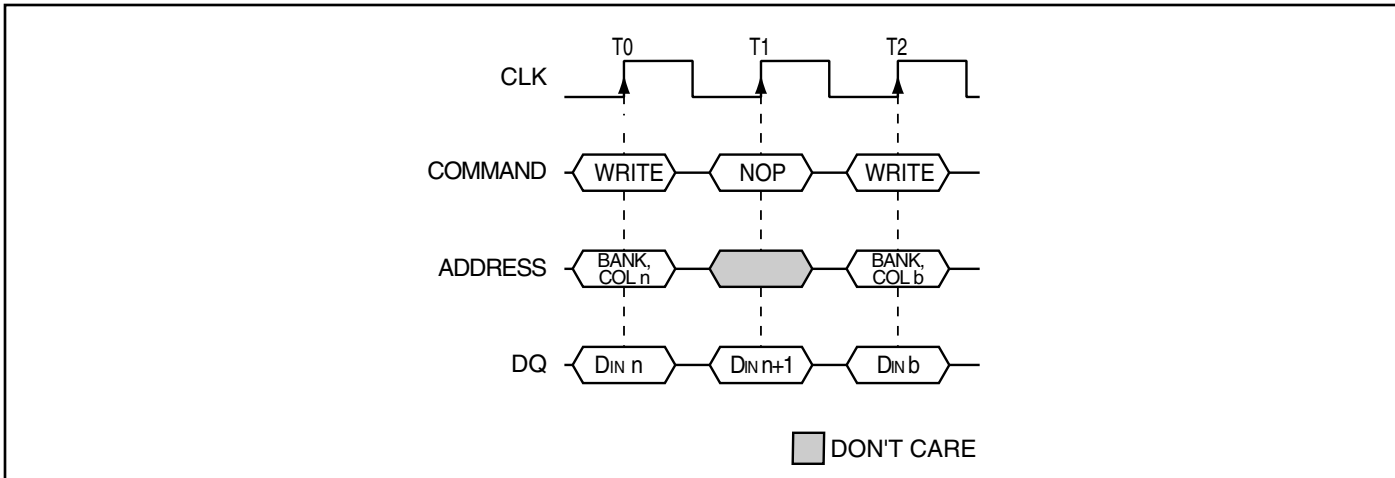 T0 T1 T2
CLK
COMMAND WRITE NOP WRITE
ADDRESS BANK, COL n BANK, COL b
DQ DIN n DIN n+1 DIN b
DON'T CARE